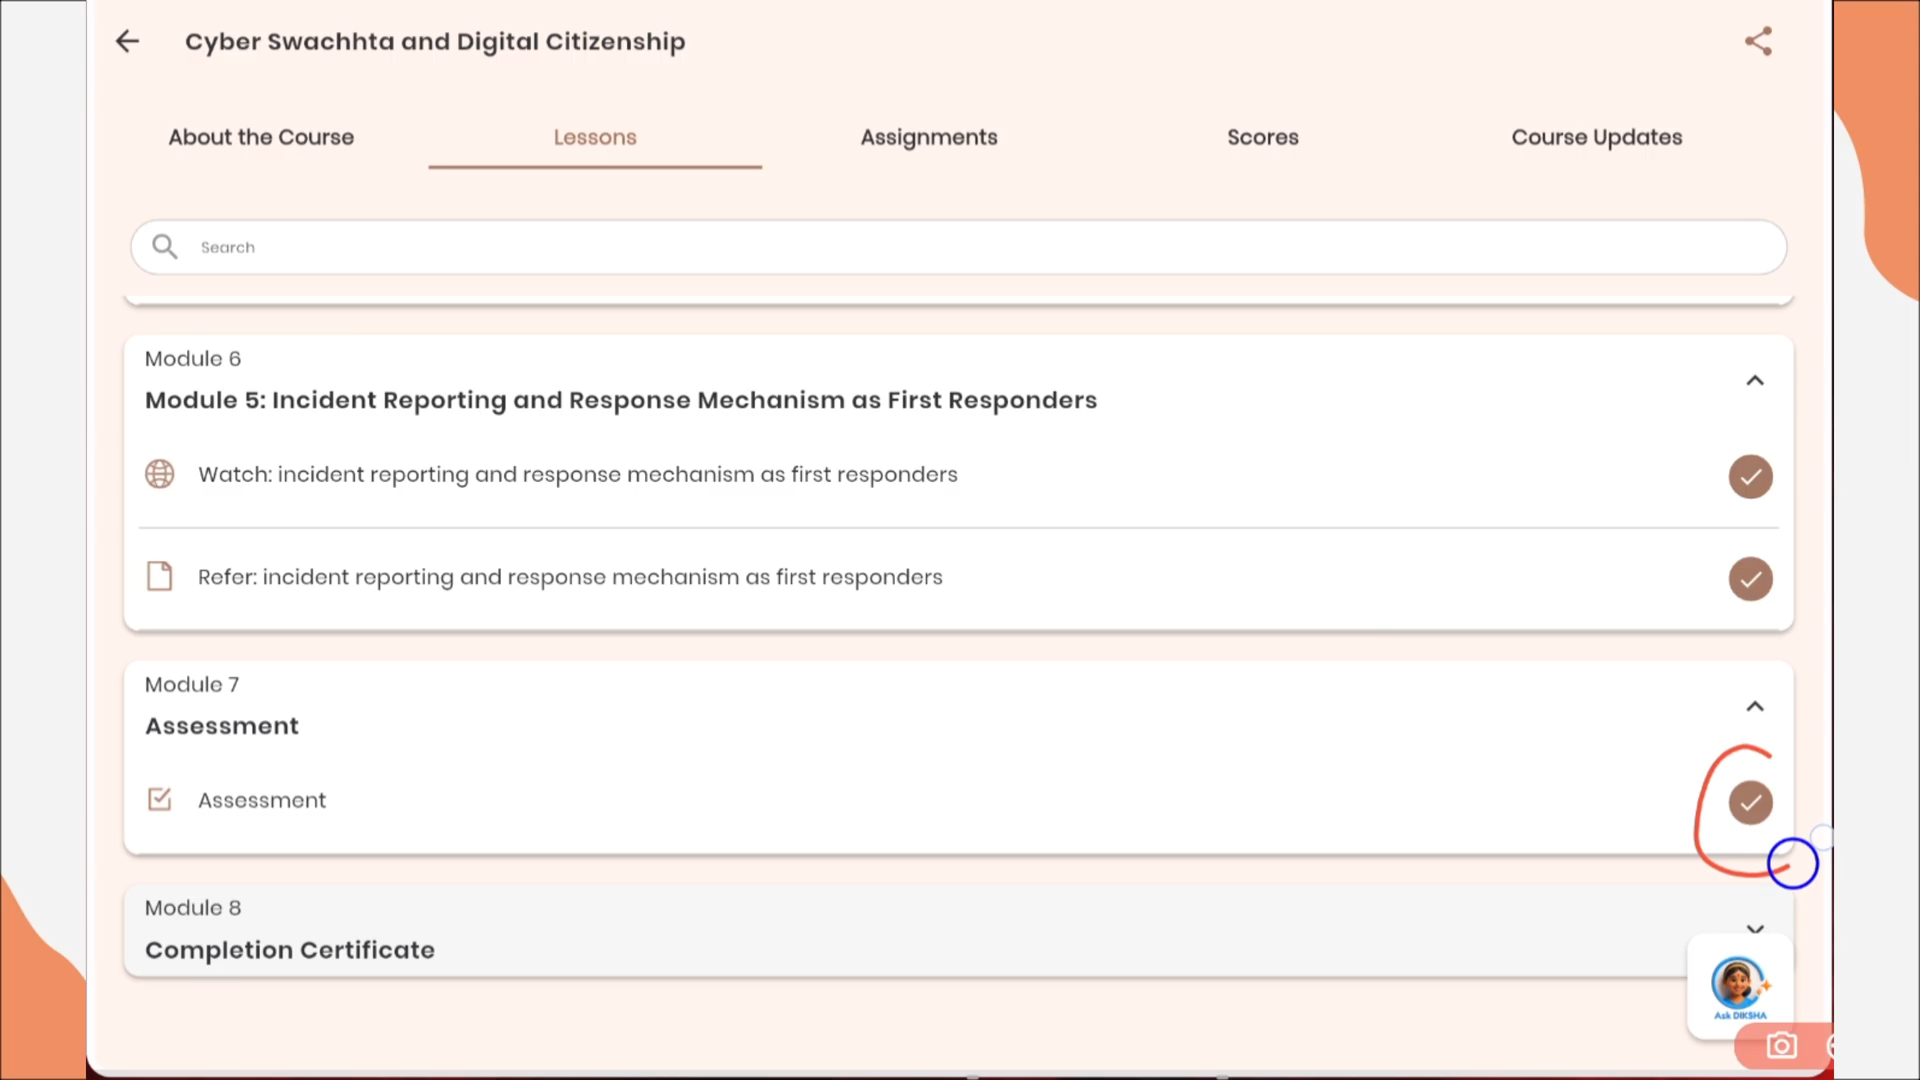 Cyber Swachhta and Digital Citizenship
About the Course
Lessons
Assignments
Scores
Course Updates
Search
Module 6
Module 5: Incident Reporting and Response Mechanism as First Responders
Watch: incident reporting and response mechanism as first responders
Refer: incident reporting and response mechanism as first responders
Module 7
Assessment
Assessment
Module 8
Completion Certificate
Ask DIKSHA